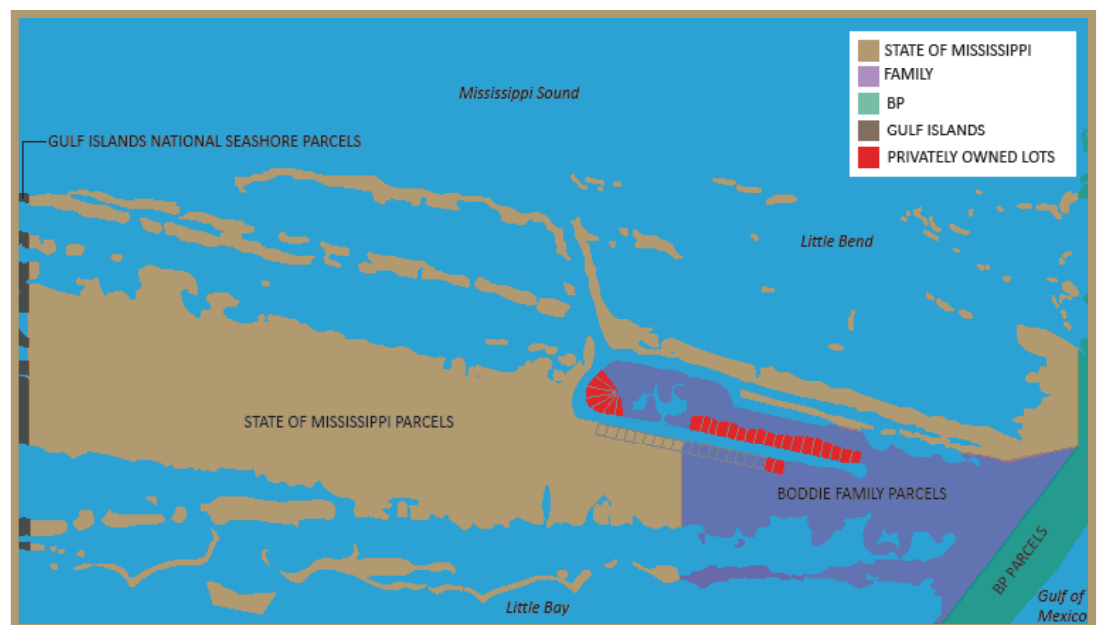 STATE OF MISSISSIPPI
FAMILY
BP
GULF ISLANDS
PRIVATELY OWNED LOTS
Mississippi Sound
GULF ISLANDS NATIONAL SEASHORE PARCELS
Little Bend
STATE OF MISSISSIPPI PARCELS
BODDIE FAMILY PARCELS
BP PARCELS
Little Bay
Gulf of
Mexico